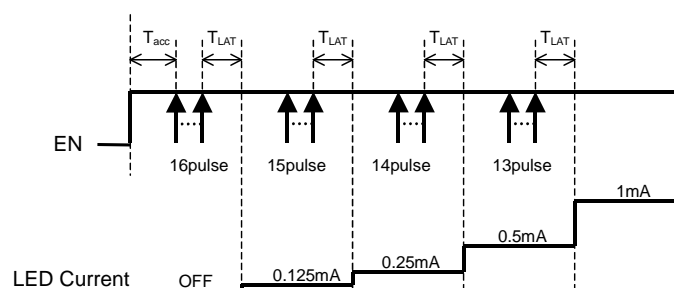 Tacc TLAT TLAT TLAT TLAT
EN
16pulse 15pulse 14pulse 13pulse
1mA
0.5mA
0.25mA
0.125mA
LED Current OFF